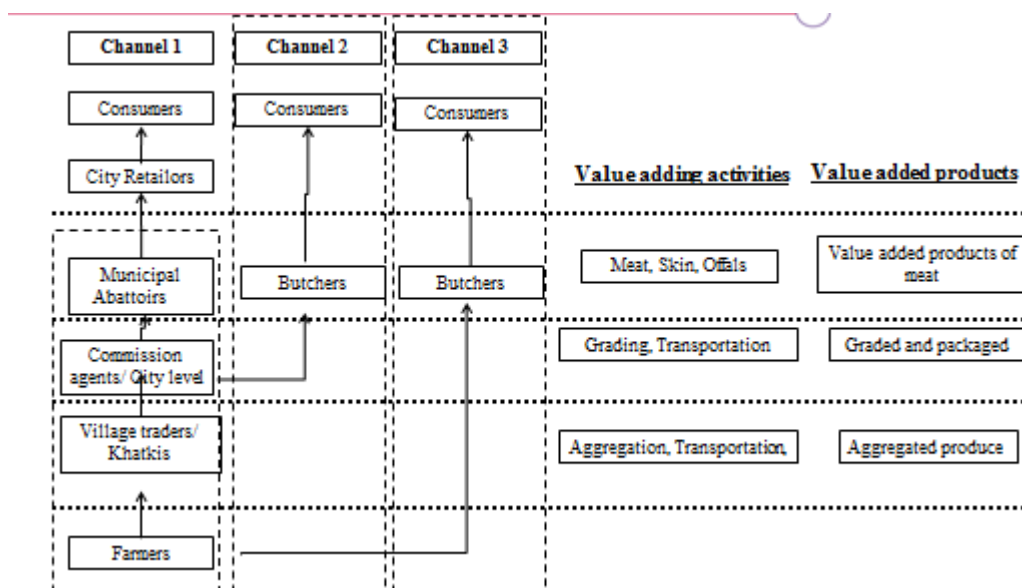 Channel 1
Channel 2
Channel 3
Consumers
Consumers
Consumers
City Retailors
Value adding activities
Value added products
Municipal
Abattoirs
Butchers
Butchers
Meat, Skin, Offals
Value added products of
meat
Commission
agents/ City level
Grading, Transportation
Graded and packaged
Village traders/
Khatkis
Aggregation, Transportation,
Aggregated produce
Farmers